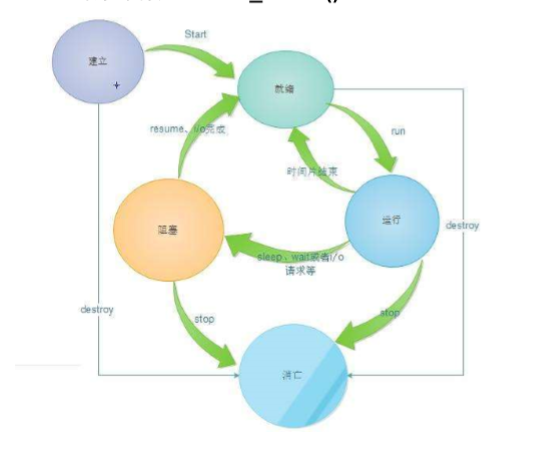 Start
建立
就绪
resume、i/o完成
run
时间片结束
阻塞
运行
destroy
sleep、wait或者i/o
请求等
destroy
stop
stop
消亡